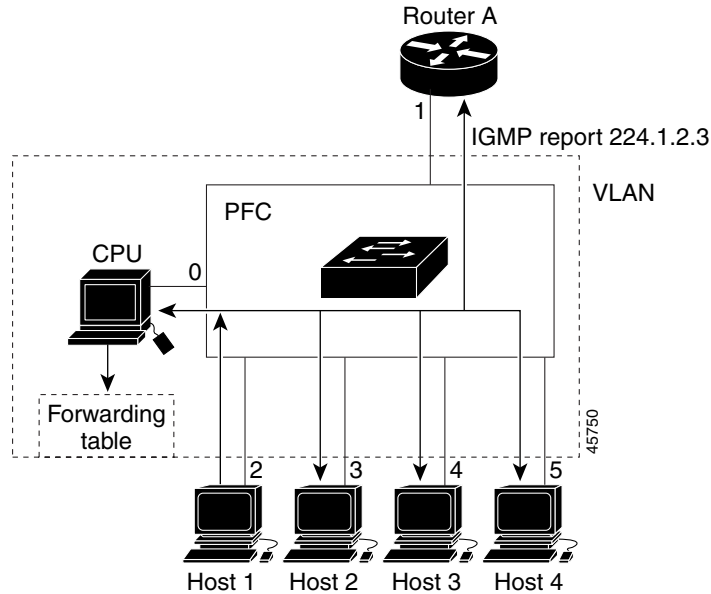 Router A
1
IGMP report 224.1.2.3
VLAN
PFC
CPU
0
Forwarding
table
45750
2
3
4
5
Host 1
Host 2
Host 3
Host 4